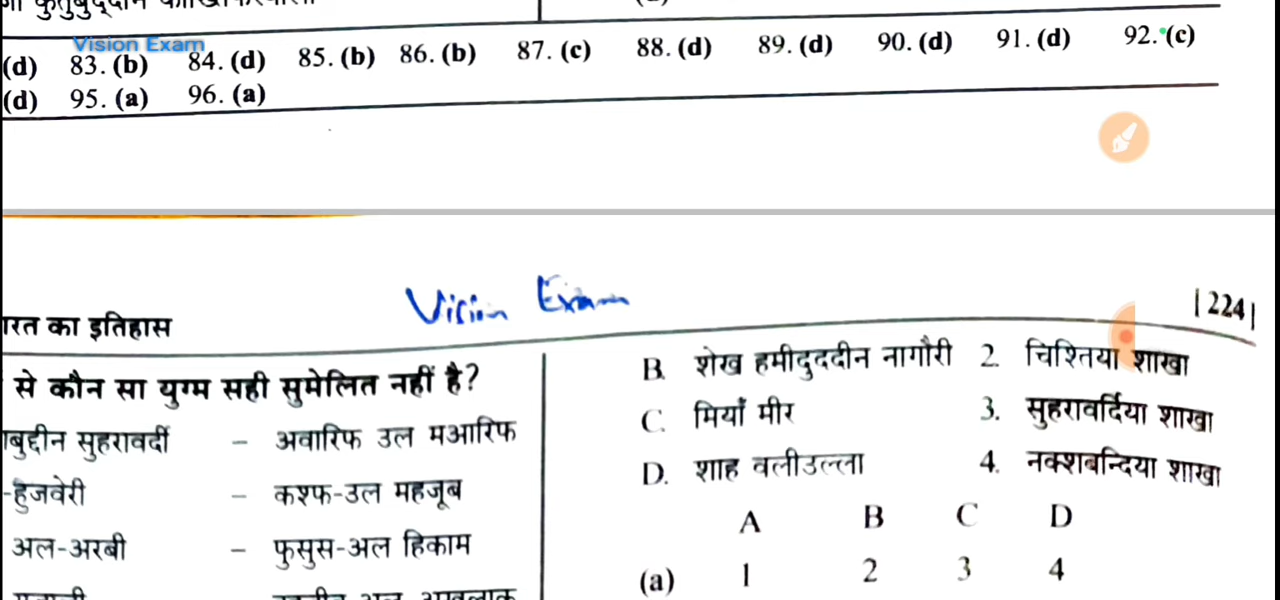 Vision Exam
(d) 83. (b) 84. (d) 85. (b) 86. (b) 87. (c) 88. (d) 89. (d) 90. (d) 91. (d) 92. (c)
(d) 95. (a) 96. (a)
Vision Exam
रत का इतिहास
|224|
से कौन सा युग्म सही सुमेलित नहीं है?
बुद्दीन सुहरावर्दी – अवारिफ उल मआरिफ
-हुजवेरी – कश्फ-उल महजूब
अल-अरबी – फुसुस-अल हिकाम
B. शेख हमीदुददीन नागौरी 2. चिश्तिया शाखा
C. मियाँ मीर 3. सुहरावर्दिया शाखा
D. शाह वलीउल्ला 4. नक्शबन्दिया शाखा
A B C D
(a) 1 2 3 4